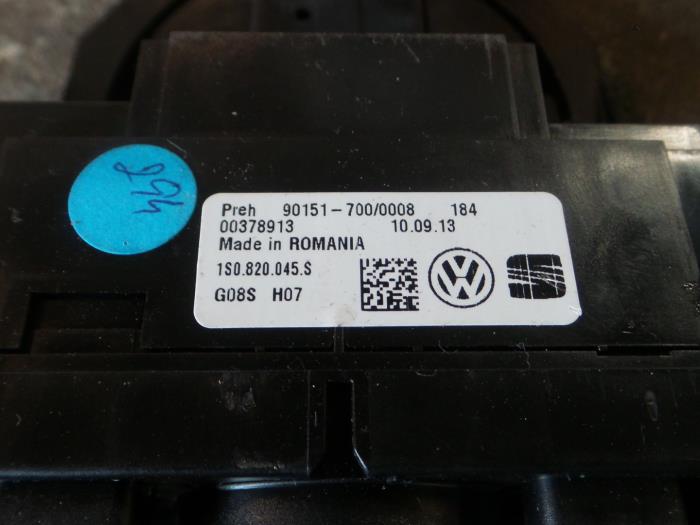 Preh 90151-700/0008 184
00378913 10.09.13
Made in ROMANIA
1S0.820.045.S
G08S H07